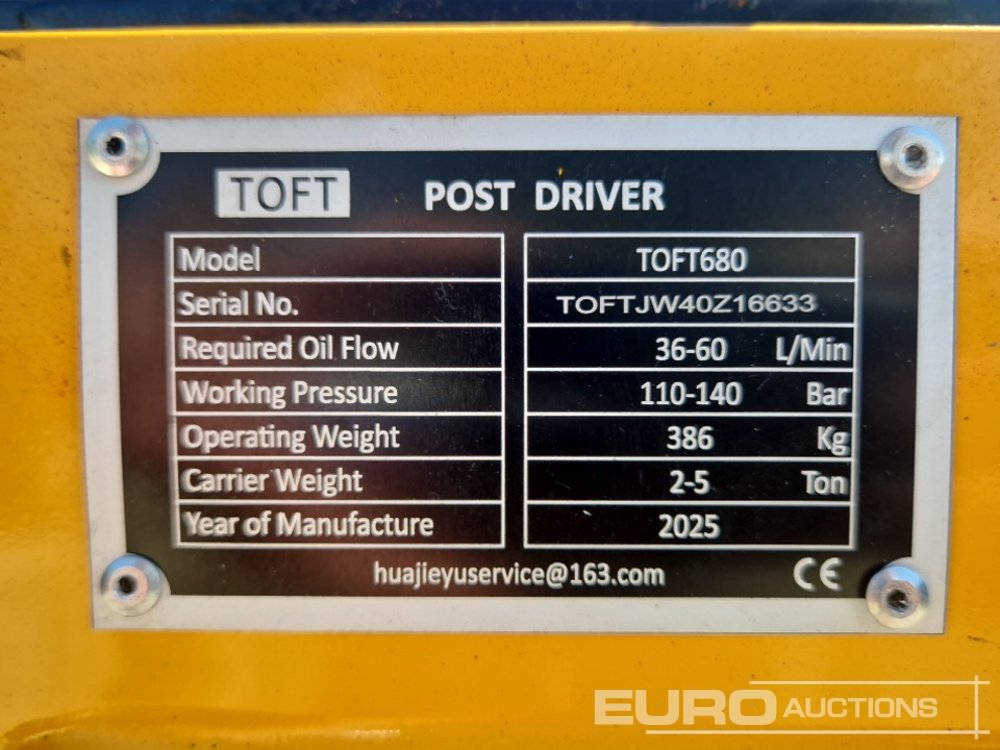 TOFT POST DRIVER
Model TOFT680
Serial No. TOFTJW40Z16633
Required Oil Flow 36-60 L/Min
Working Pressure 110-140 Bar
Operating Weight 386 Kg
Carrier Weight 2-5 Ton
Year of Manufacture 2025
huajieyuservice@163.com CE
EURO AUCTIONS